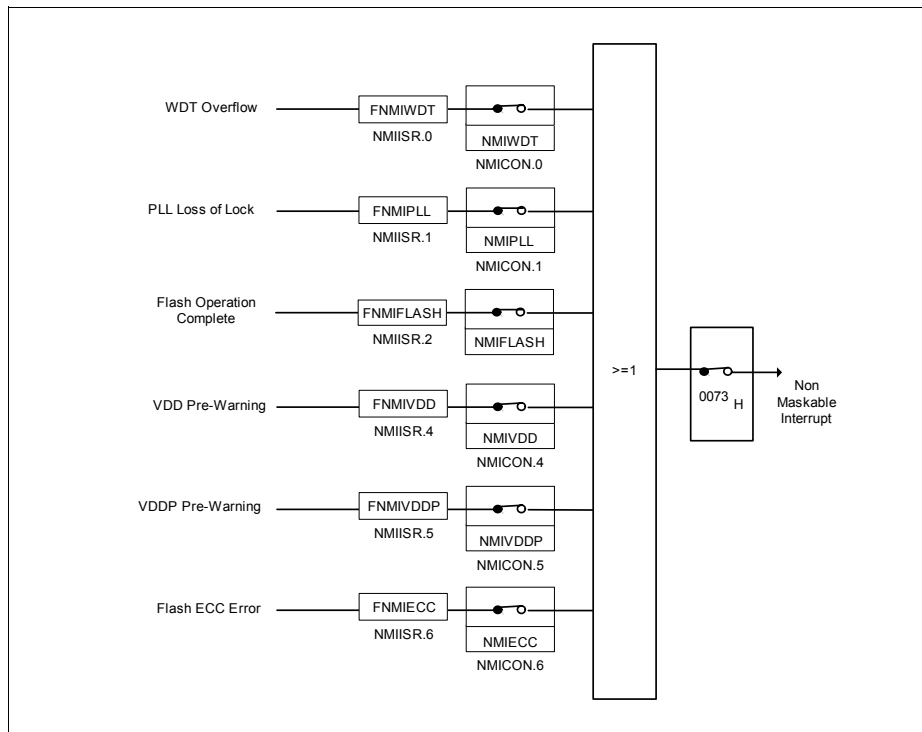 WDT Overflow
FNMIWDT
NMIISR.0
NMIWDT
NMICON.0
PLL Loss of Lock
FNMIPLL
NMIISR.1
NMIPLL
NMICON.1
Flash Operation
Complete
FNMIFLASH
NMIISR.2
NMIFLASH
>=1
0073 H
Non
Maskable
Interrupt
VDD Pre-Warning
FNMIVDD
NMIISR.4
NMIVDD
NMICON.4
VDDP Pre-Warning
FNMIVDDP
NMIISR.5
NMIVDDP
NMICON.5
Flash ECC Error
FNMIECC
NMIISR.6
NMIECC
NMICON.6